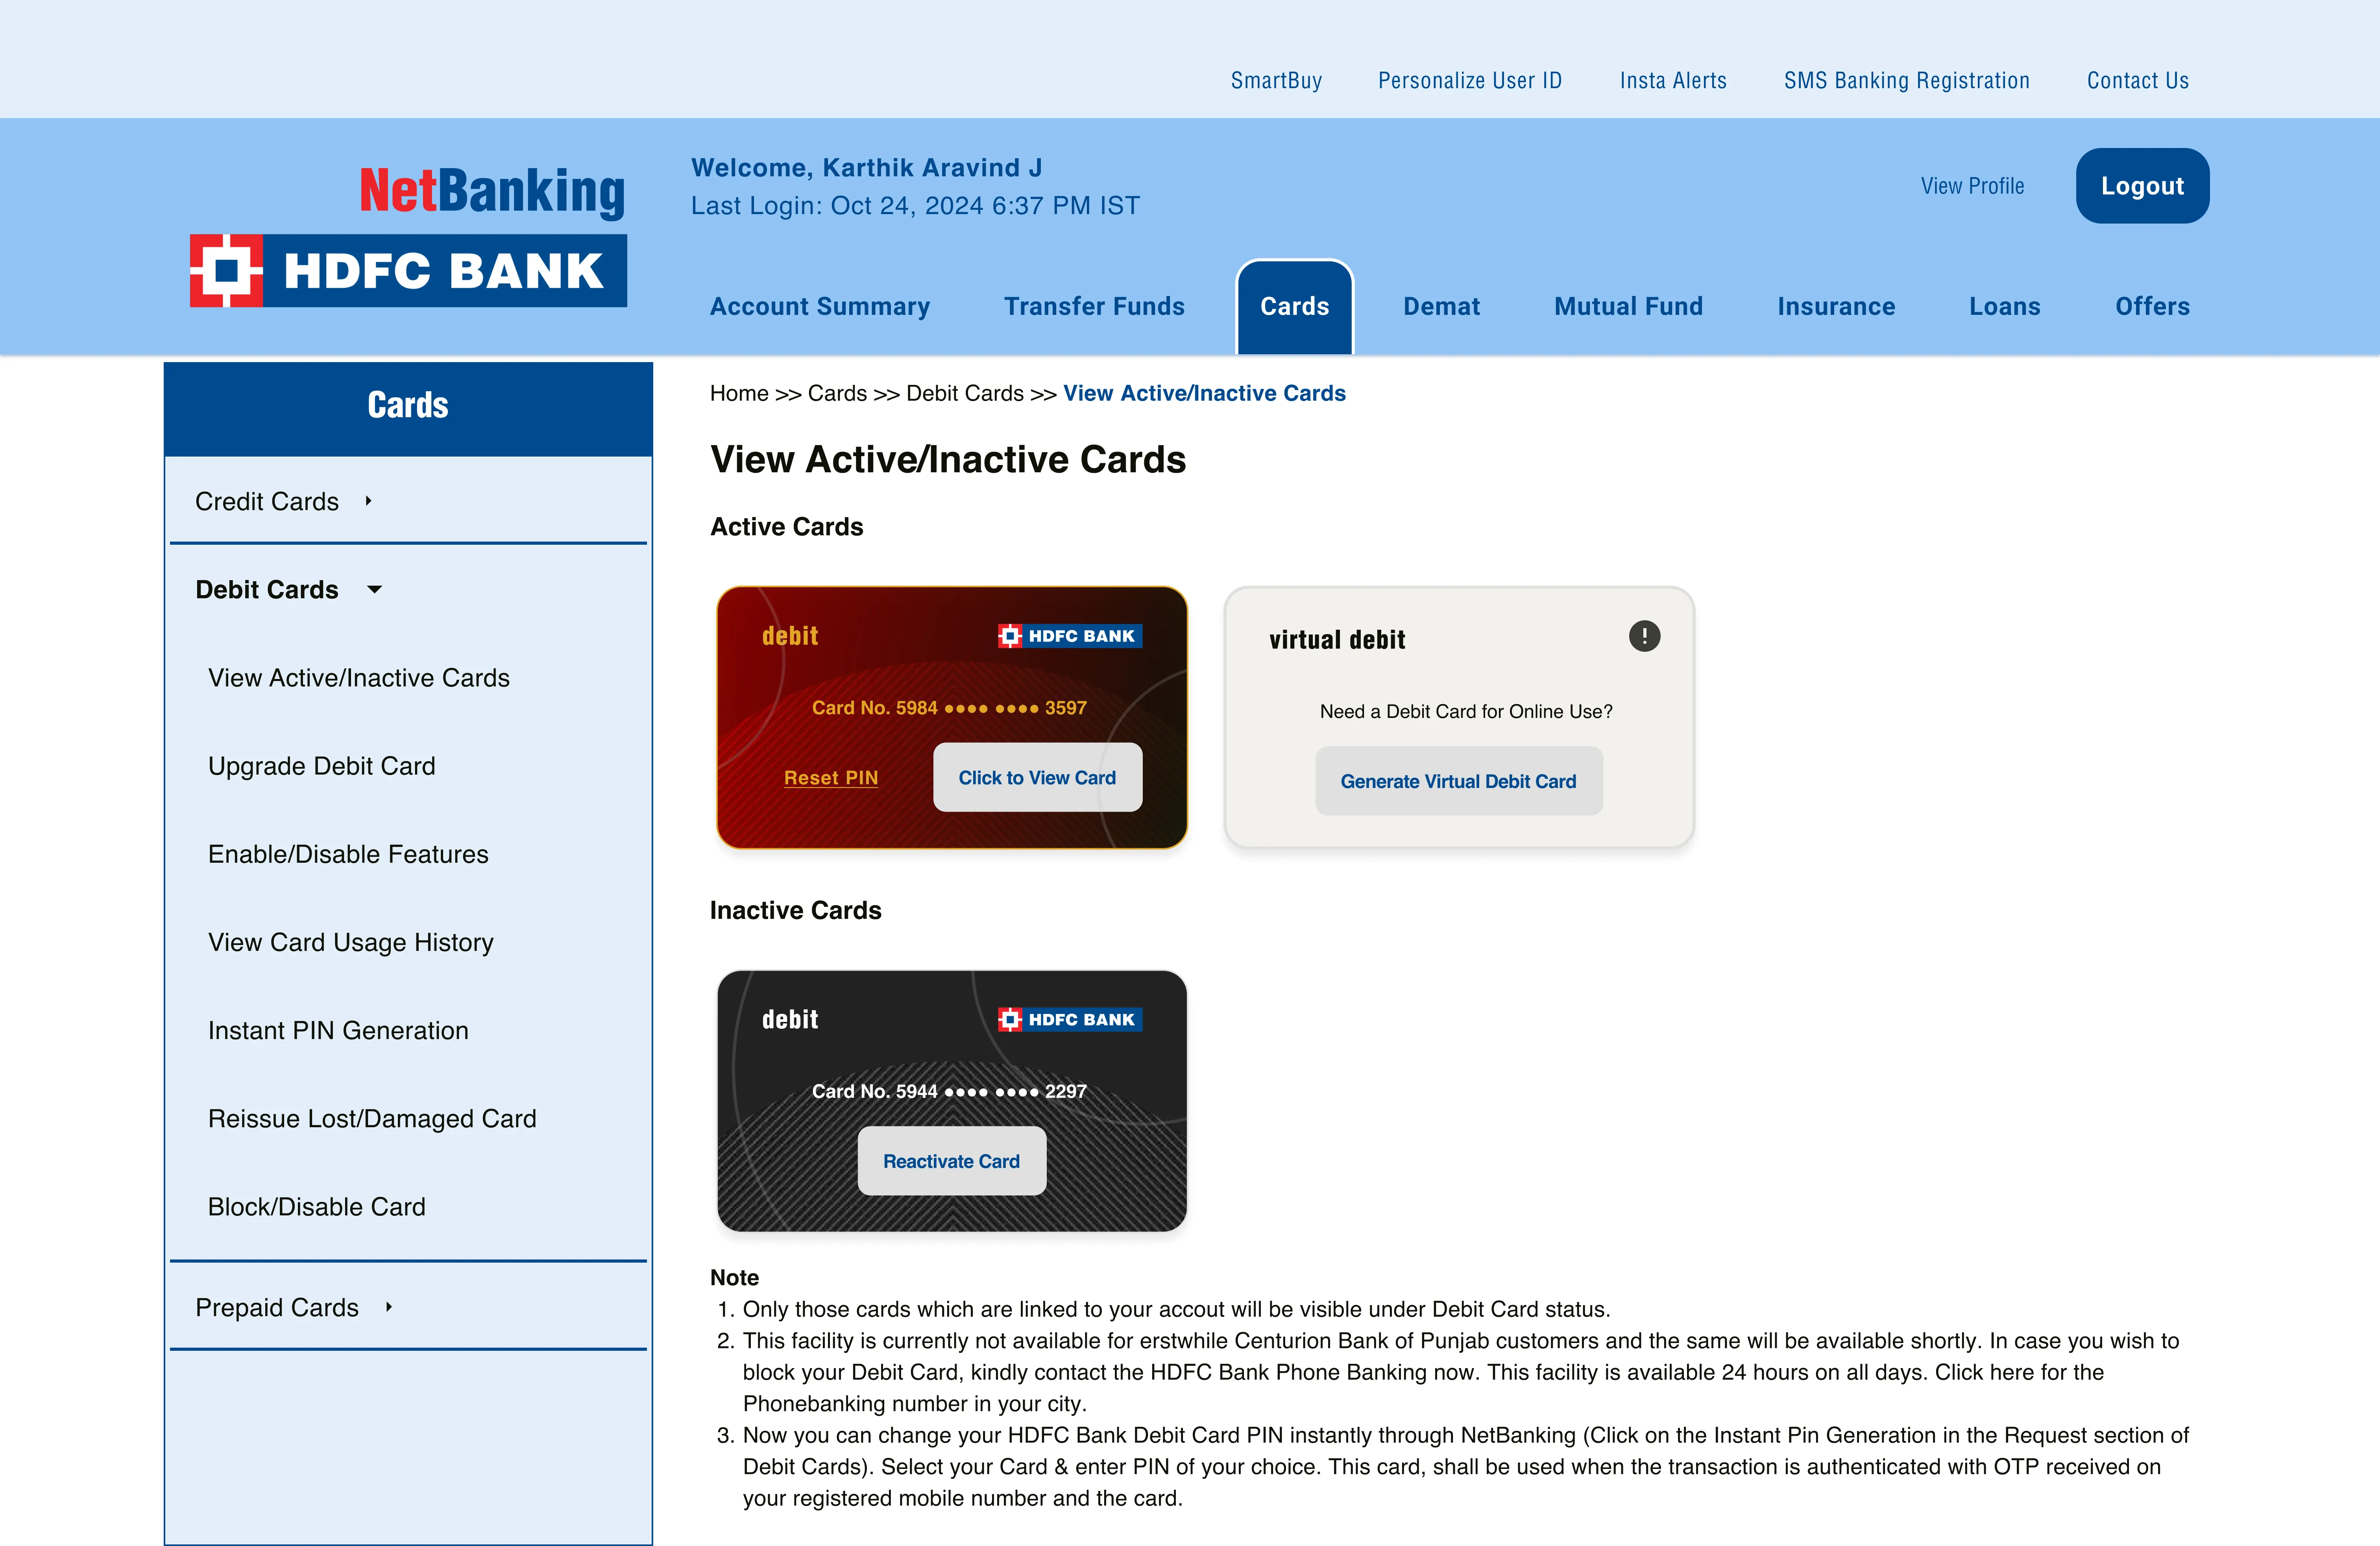 SmartBuy Personalize User ID Insta Alerts SMS Banking Registration Contact Us
NetBanking
HDFC BANK
Welcome, Karthik Aravind J
Last Login: Oct 24, 2024 6:37 PM IST
View Profile
Logout
Account Summary Transfer Funds Cards Demat Mutual Fund Insurance Loans Offers
Cards
Credit Cards
Debit Cards
View Active/Inactive Cards
Upgrade Debit Card
Enable/Disable Features
View Card Usage History
Instant PIN Generation
Reissue Lost/Damaged Card
Block/Disable Card
Prepaid Cards
Home >> Cards >> Debit Cards >> View Active/Inactive Cards
View Active/Inactive Cards
Active Cards
debit
HDFC BANK
Card No. 5984 •••• •••• 3597
Reset PIN
Click to View Card
virtual debit
!
Need a Debit Card for Online Use?
Generate Virtual Debit Card
Inactive Cards
debit
HDFC BANK
Card No. 5944 •••• •••• 2297
Reactivate Card
Note
1. Only those cards which are linked to your accout will be visible under Debit Card status.
2. This facility is currently not available for erstwhile Centurion Bank of Punjab customers and the same will be available shortly. In case you wish to
block your Debit Card, kindly contact the HDFC Bank Phone Banking now. This facility is available 24 hours on all days. Click here for the
Phonebanking number in your city.
3. Now you can change your HDFC Bank Debit Card PIN instantly through NetBanking (Click on the Instant Pin Generation in the Request section of
Debit Cards). Select your Card & enter PIN of your choice. This card, shall be used when the transaction is authenticated with OTP received on
your registered mobile number and the card.